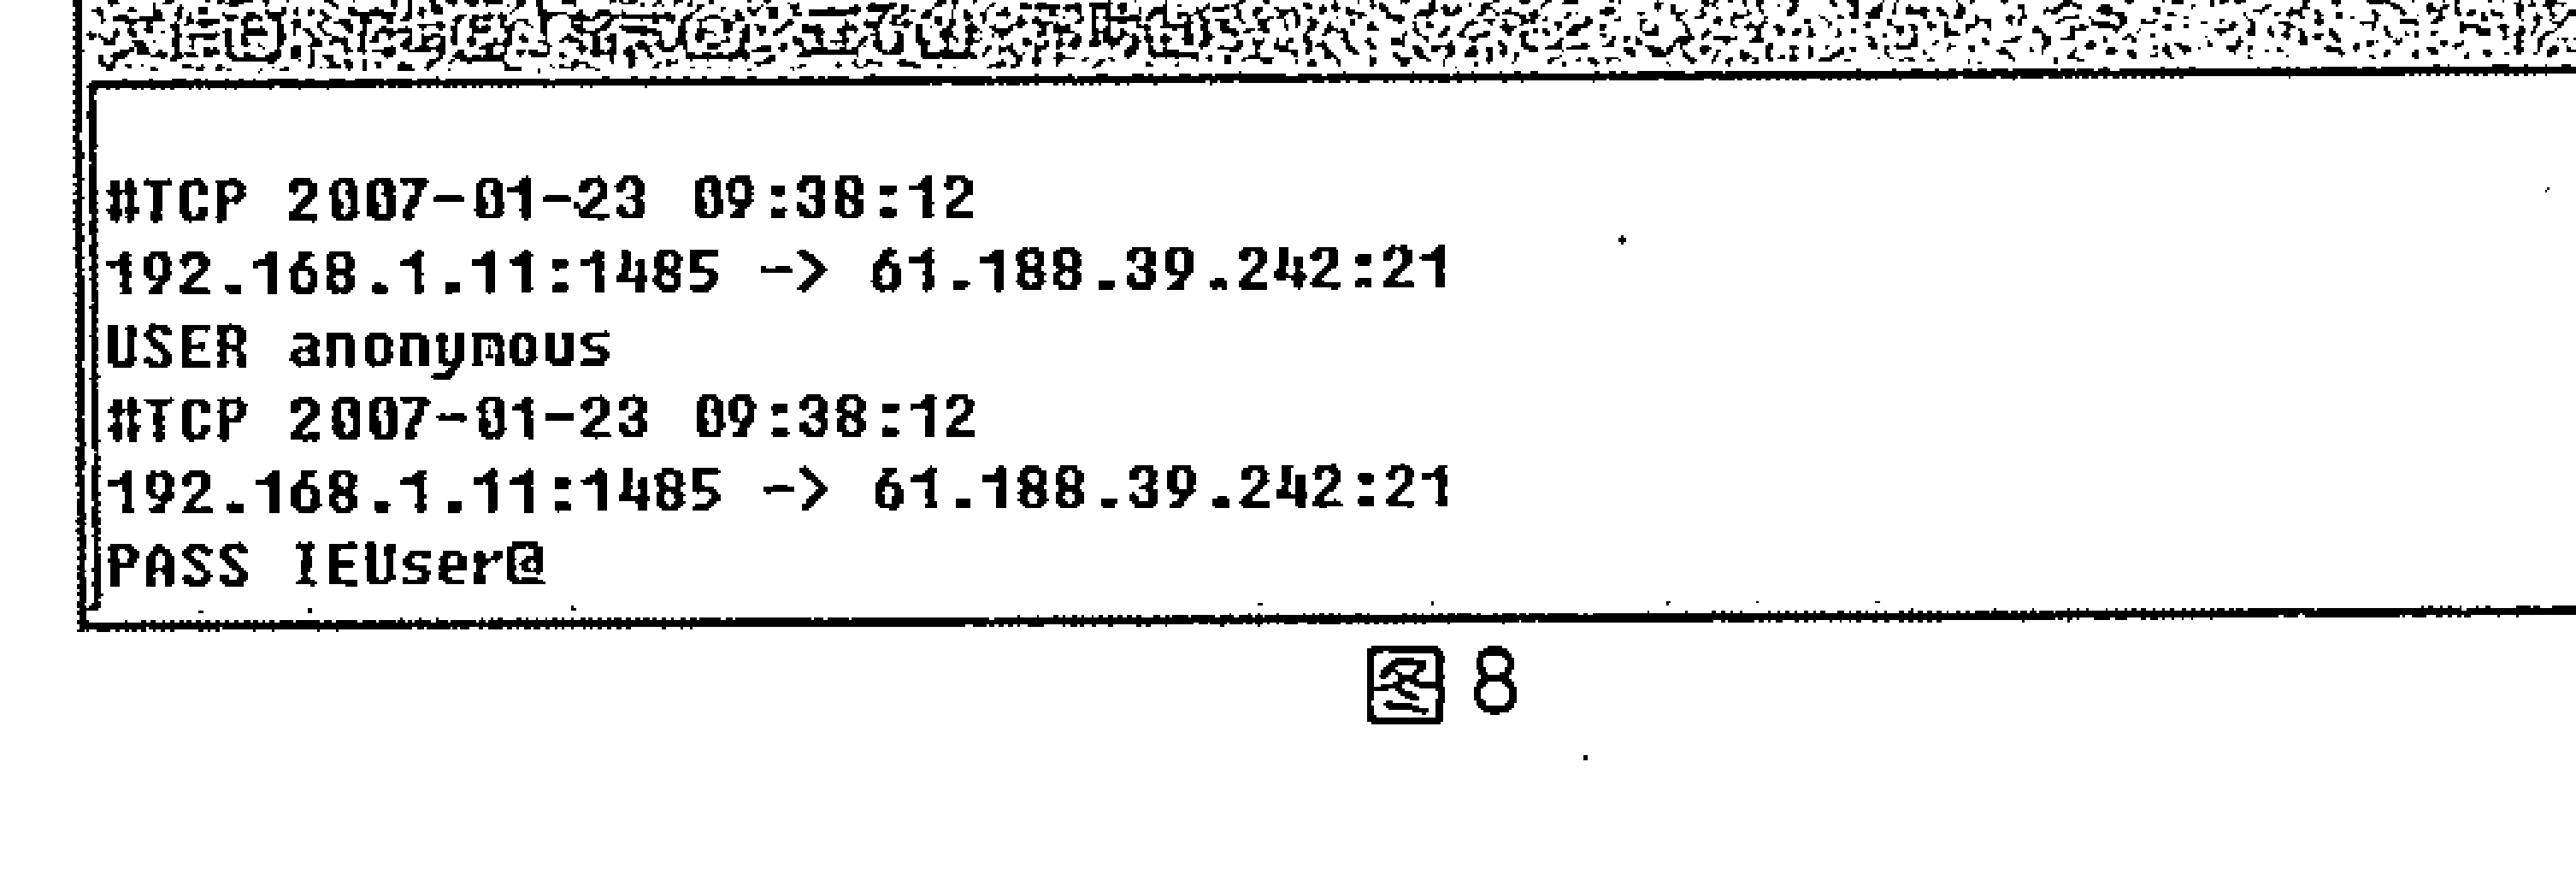 #TCP 2007-01-23 09:38:12
192.168.1.11:1485 -> 61.188.39.242:21
USER anonymous
#TCP 2007-01-23 09:38:12
192.168.1.11:1485 -> 61.188.39.242:21
PASS IEUser@
图 8